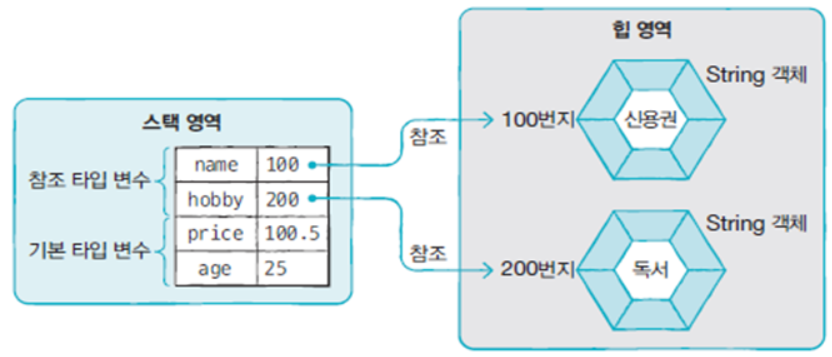 힙 영역
String 객체
100번지
신용권
스택 영역
참조
참조 타입 변수
name 100
hobby 200
기본 타입 변수
price 100.5
age 25
String 객체
참조
200번지
독서